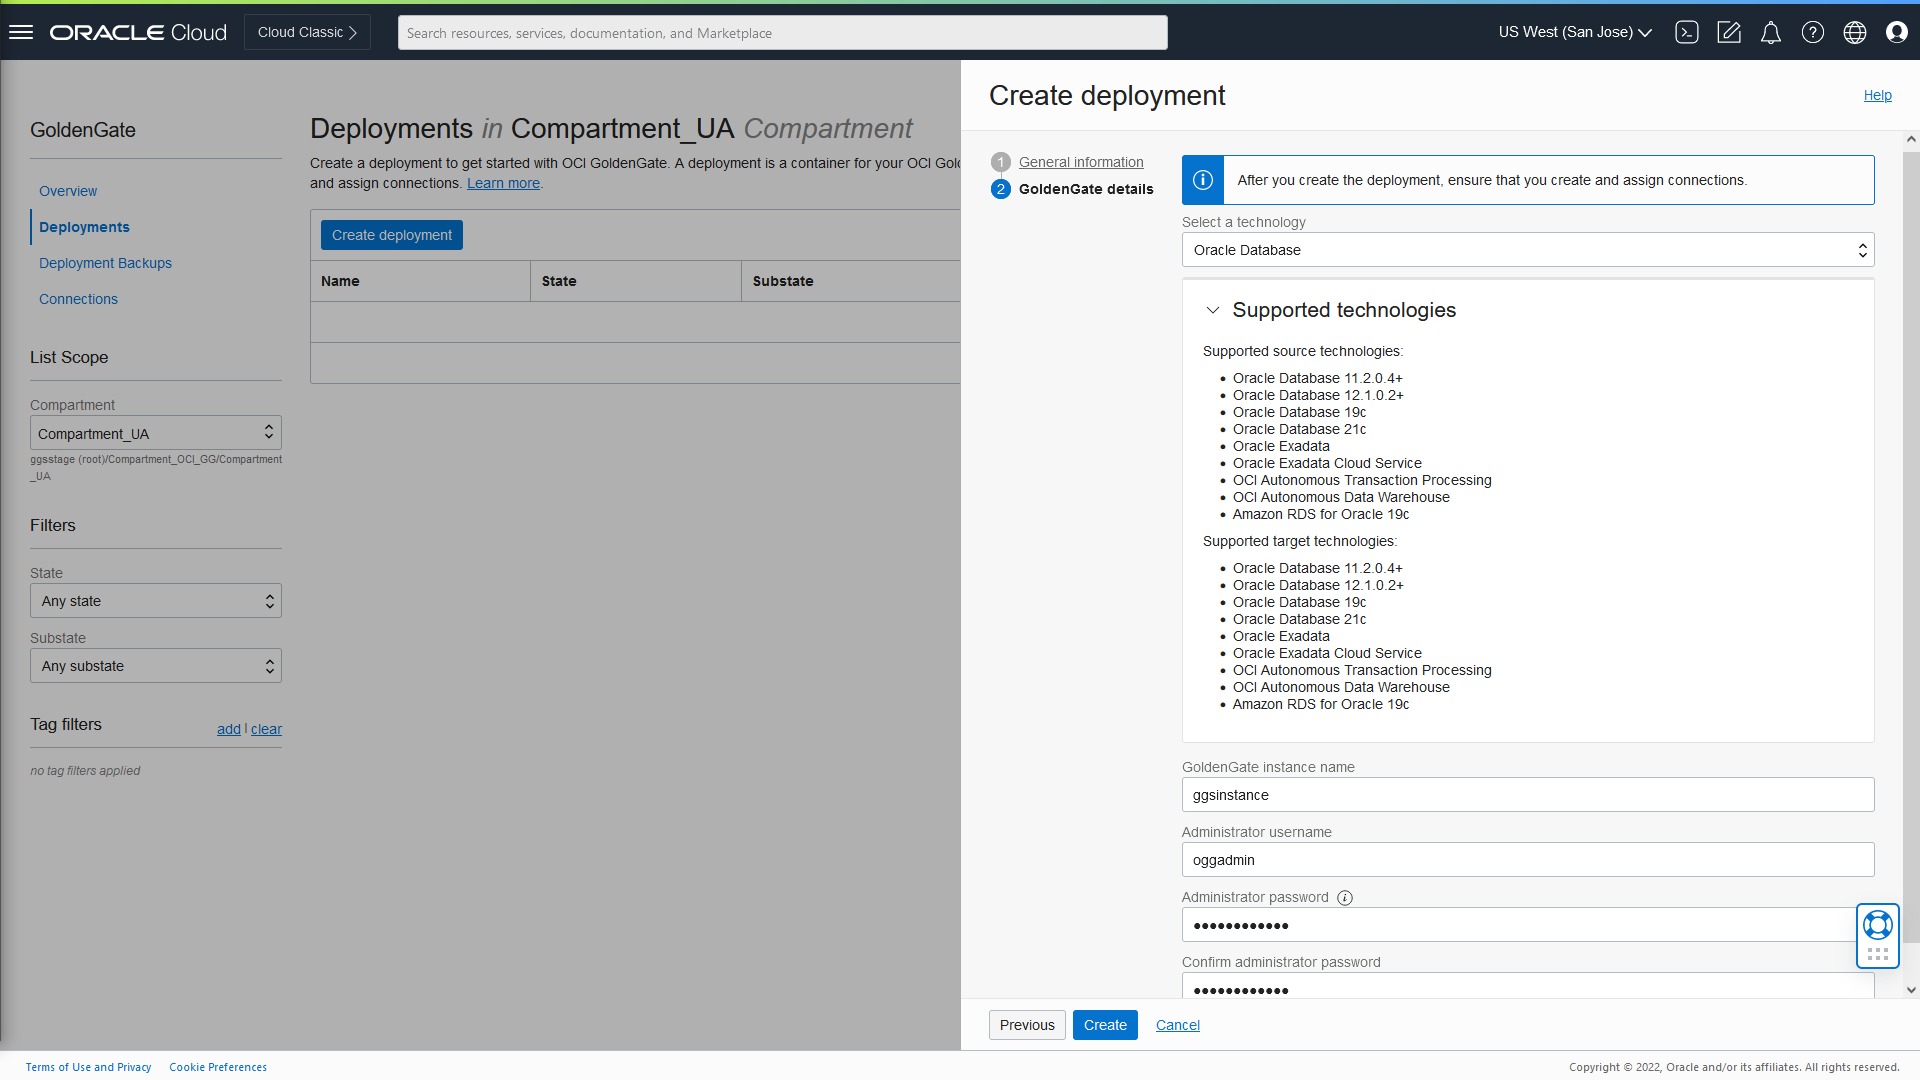 ORACLE Cloud
Cloud Classic
Search resources, services, documentation, and Marketplace
US West (San Jose)
GoldenGate
Overview
Deployments
Deployment Backups
Connections
List Scope
Compartment
Compartment_UA
ggsstage (root)/Compartment_OCI_GG/Compartment
_UA
Filters
State
Any state
Substate
Any substate
Tag filters
add | clear
no tag filters applied
Deployments in Compartment_UA Compartment
Create a deployment to get started with OCI GoldenGate. A deployment is a container for your OCI Gol
and assign connections. Learn more.
Create deployment
Name State Substate
Create deployment
Help
1 General information
2 GoldenGate details
After you create the deployment, ensure that you create and assign connections.
Select a technology
Oracle Database
Supported technologies
Supported source technologies:
• Oracle Database 11.2.0.4+
• Oracle Database 12.1.0.2+
• Oracle Database 19c
• Oracle Database 21c
• Oracle Exadata
• Oracle Exadata Cloud Service
• OCI Autonomous Transaction Processing
• OCI Autonomous Data Warehouse
• Amazon RDS for Oracle 19c
Supported target technologies:
• Oracle Database 11.2.0.4+
• Oracle Database 12.1.0.2+
• Oracle Database 19c
• Oracle Database 21c
• Oracle Exadata
• Oracle Exadata Cloud Service
• OCI Autonomous Transaction Processing
• OCI Autonomous Data Warehouse
• Amazon RDS for Oracle 19c
GoldenGate instance name
ggsinstance
Administrator username
oggadmin
Administrator password
••••••••••••
Confirm administrator password
••••••••••••
Previous
Create
Cancel
Terms of Use and Privacy
Cookie Preferences
Copyright © 2022, Oracle and/or its affiliates. All rights reserved.